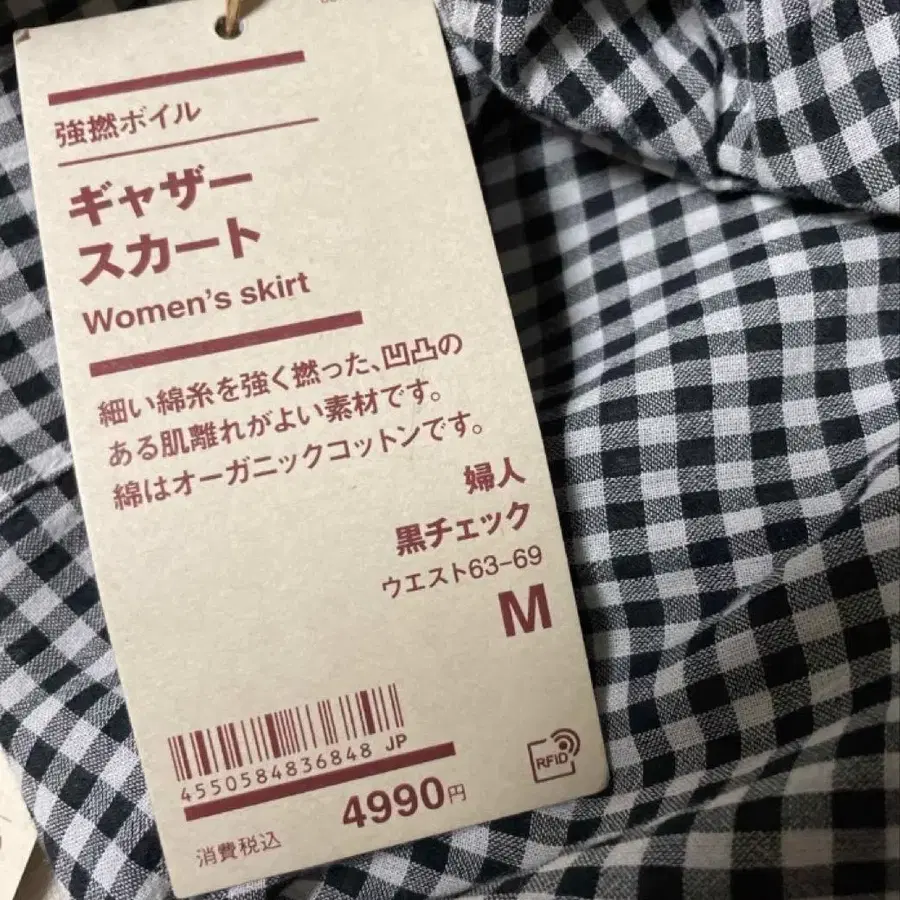 強撚ボイル
ギャザー
スカート
Women's skirt
細い綿糸を強く撚った、凹凸の
ある肌離れがよい素材です。
綿はオーガニックコットンです。
婦人
黒チェック
ウエスト63-69
M
4550584836848 JP
RFID
4990円
消費税込